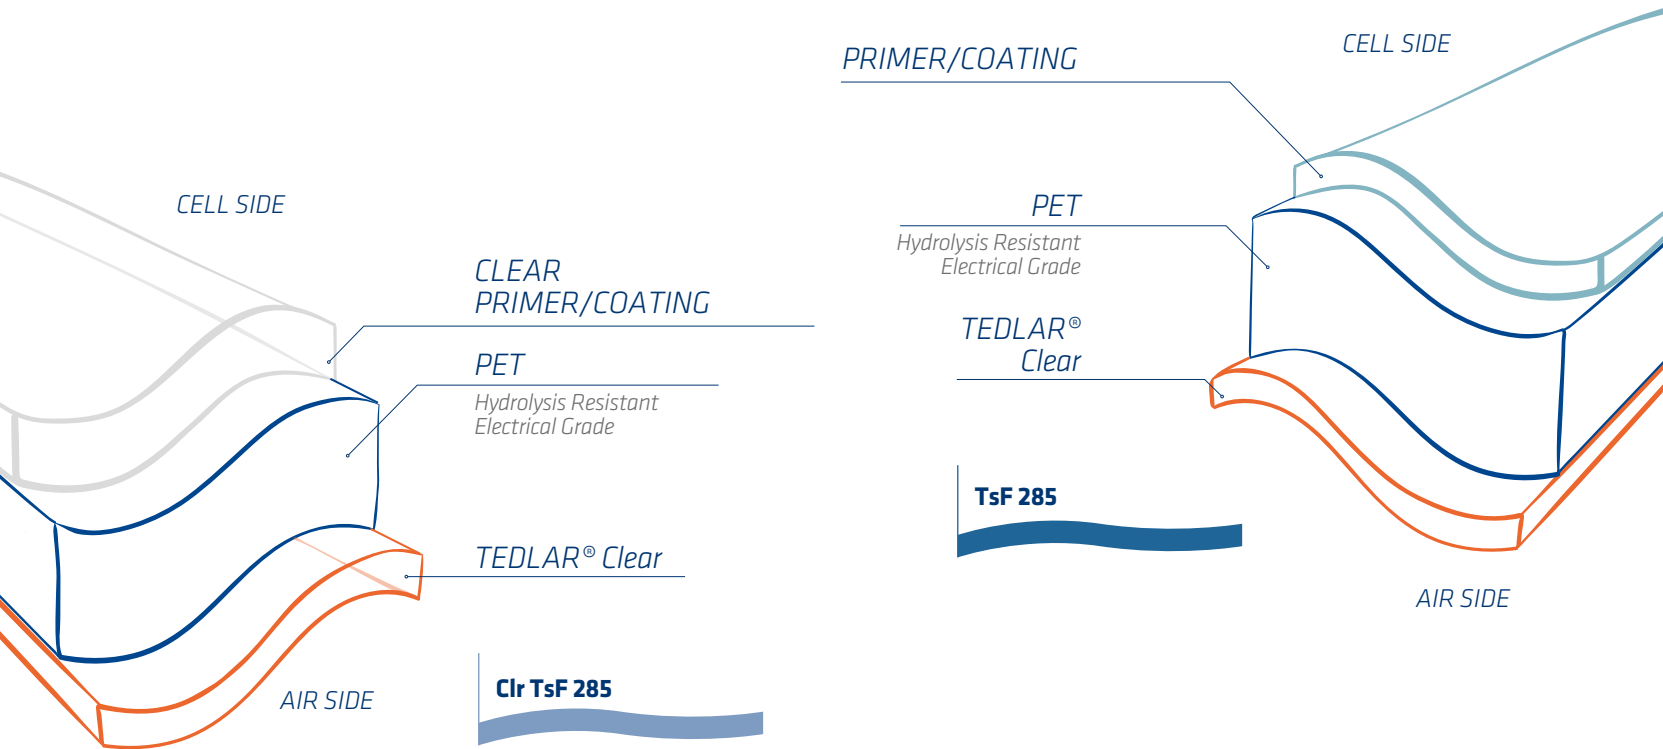 CELL SIDE
CLEAR
PRIMER/COATING
PET
Hydrolysis Resistant
Electrical Grade
TEDLAR® Clear
AIR SIDE
Clr TsF 285
PRIMER/COATING
CELL SIDE
PET
Hydrolysis Resistant
Electrical Grade
TEDLAR®
Clear
TsF 285
AIR SIDE